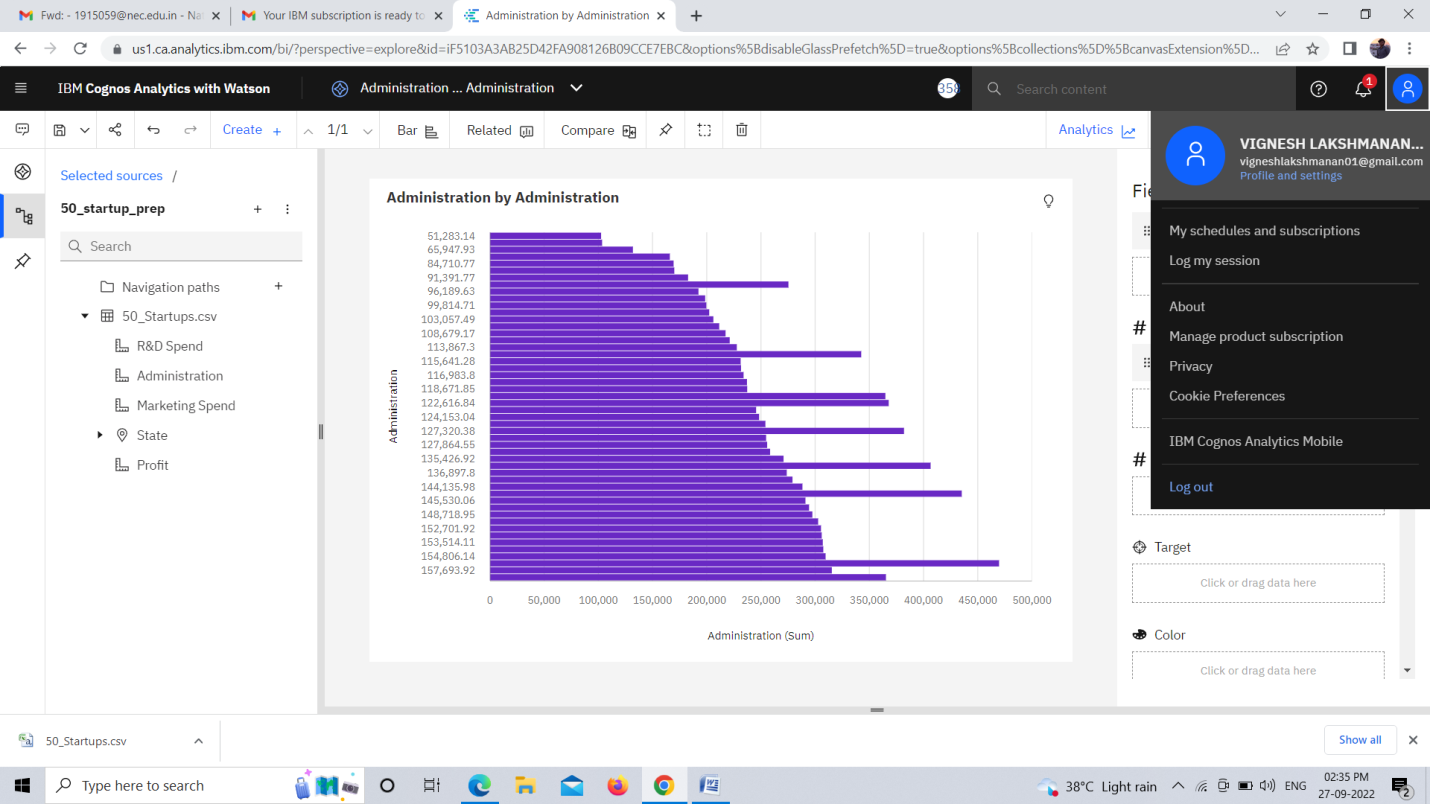 Fwd: - 1915059@nec.edu.in - Nat
Your IBM subscription is ready to
Administration by Administration
us1.ca.analytics.ibm.com/bi/?perspective=explore&id=iF5103A3AB25D42FA908126B09CCE7EBC&options%5BdisableGlassPrefetch%5D=true&options%5Bcollections%5D%5BcanvasExtension%5D...
IBM Cognos Analytics with Watson
Administration ... Administration
358
Search content
1
Create +
1/1
Bar
Related
Compare
Analytics
VIGNESH LAKSHMANAN...
vigneshlakshmanan01@gmail.com
Profile and settings
My schedules and subscriptions
Log my session
About
Manage product subscription
Privacy
Cookie Preferences
IBM Cognos Analytics Mobile
Log out
Selected sources /
50_startup_prep
Search
Navigation paths
50_Startups.csv
R&D Spend
Administration
Marketing Spend
State
Profit
Administration by Administration
51,283.14
65,947.93
84,710.77
91,391.77
96,189.63
99,814.71
103,057.49
108,679.17
113,867.3
115,641.28
116,983.8
118,671.85
122,616.84
124,153.04
127,320.38
127,864.55
135,426.92
136,897.8
144,135.98
145,530.06
148,718.95
152,701.92
153,514.11
154,806.14
157,693.92
Administration
0 50,000 100,000 150,000 200,000 250,000 300,000 350,000 400,000 450,000 500,000
Administration (Sum)
Fie
#
#
Target
Click or drag data here
Color
Click or drag data here
50_Startups.csv
Show all
Type here to search
38°C Light rain
ENG
02:35 PM
27-09-2022
2